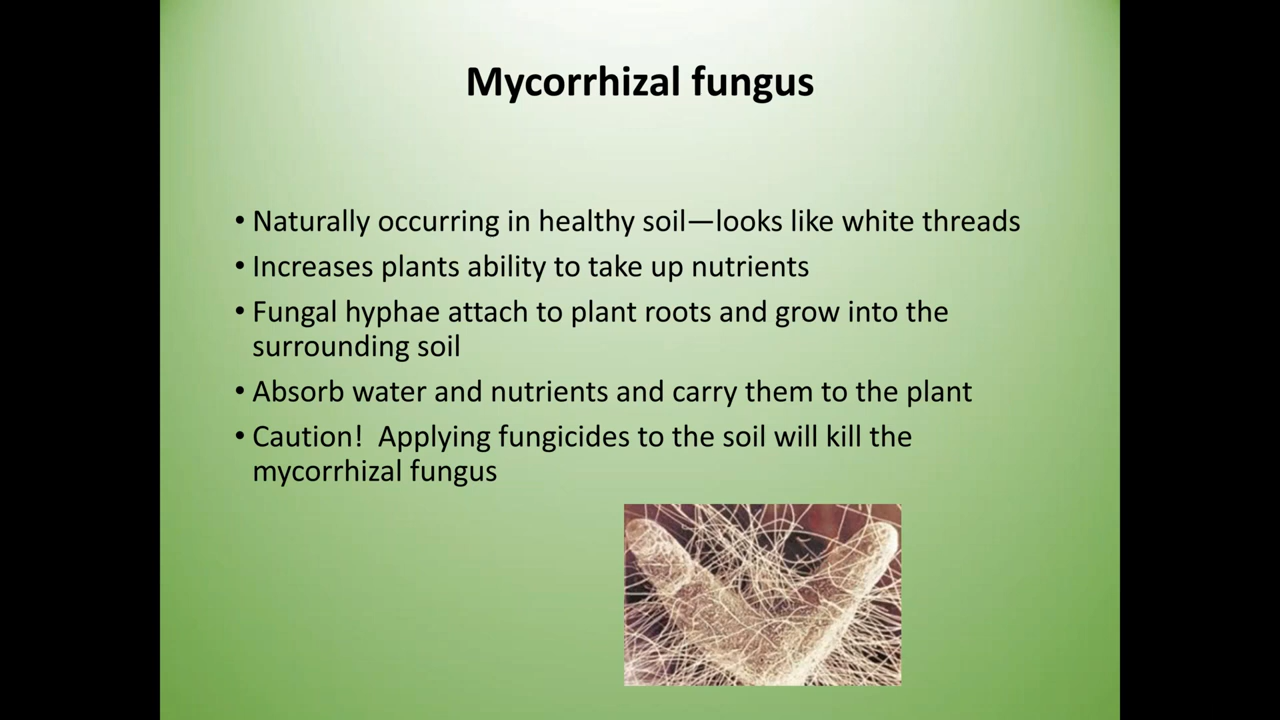 Mycorrhizal fungus
• Naturally occurring in healthy soil—looks like white threads
• Increases plants ability to take up nutrients
• Fungal hyphae attach to plant roots and grow into the
surrounding soil
• Absorb water and nutrients and carry them to the plant
• Caution!  Applying fungicides to the soil will kill the
mycorrhizal fungus